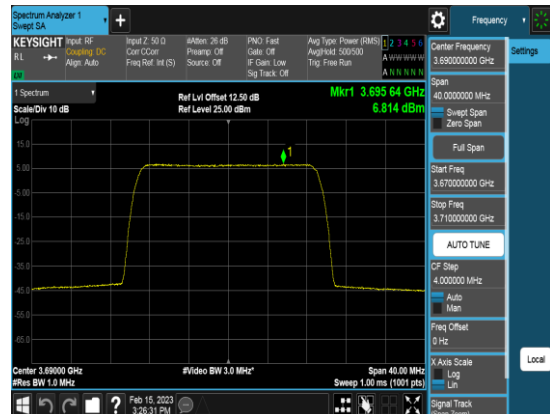 Spectrum Analyzer 1
Swept SA
+
Frequency
KEYSIGHT
Input: RF
Input Z: 50 Ω
#Atten: 26 dB
PNO: Fast
Avg Type: Power (RMS)
1 2 3 4 5 6
RL
Coupling: DC
Corr CCorr
Preamp: Off
Gate: Off
Avg|Hold: 500/500
A W W W W W
Align: Auto
Freq Ref: Int (S)
Source: Off
IF Gain: Low
Trig: Free Run
Sig Track: Off
A N N N N N
LXI
1 Spectrum
Ref Lvl Offset 12.50 dB
Mkr1 3.695 64 GHz
Scale/Div 10 dB
Ref Level 25.00 dBm
6.814 dBm
Log
15.0
5.00
-5.00
-15.0
-25.0
-35.0
-45.0
-55.0
-65.0
1
Center 3.69000 GHz
#Video BW 3.0 MHz*
Span 40.00 MHz
#Res BW 1.0 MHz
Sweep 1.00 ms (1001 pts)
Center Frequency
3.690000000 GHz
Settings
Span
40.0000000 MHz
Swept Span
Zero Span
Full Span
Start Freq
3.670000000 GHz
Stop Freq
3.710000000 GHz
AUTO TUNE
CF Step
4.000000 MHz
Auto
Man
Freq Offset
0 Hz
X Axis Scale
Log
Lin
Local
Signal Track
(Span Zoom)
?
Feb 15, 2023
3:26:31 PM